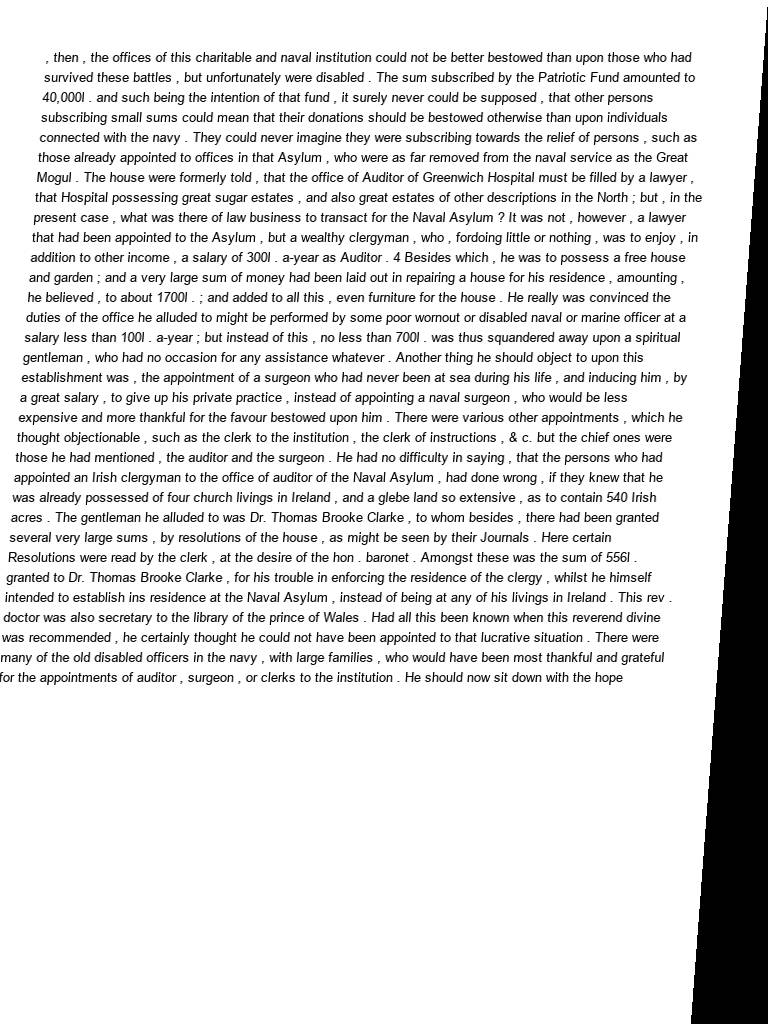 , then , the offices of this charitable and naval institution could not be better bestowed than upon those who had
survived these battles , but unfortunately were disabled . The sum subscribed by the Patriotic Fund amounted to
40,000l . and such being the intention of that fund , it surely never could be supposed , that other persons
subscribing small sums could mean that their donations should be bestowed otherwise than upon individuals
connected with the navy . They could never imagine they were subscribing towards the relief of persons , such as
those already appointed to offices in that Asylum , who were as far removed from the naval service as the Great
Mogul . The house were formerly told , that the office of Auditor of Greenwich Hospital must be filled by a lawyer ,
that Hospital possessing great sugar estates , and also great estates of other descriptions in the North ; but , in the
present case , what was there of law business to transact for the Naval Asylum ? It was not , however , a lawyer
that had been appointed to the Asylum , but a wealthy clergyman , who , fordoing little or nothing , was to enjoy , in
addition to other income , a salary of 300l . a-year as Auditor . 4 Besides which , he was to possess a free house
and garden ; and a very large sum of money had been laid out in repairing a house for his residence , amounting ,
he believed , to about 1700l . ; and added to all this , even furniture for the house . He really was convinced the
duties of the office he alluded to might be performed by some poor wornout or disabled naval or marine officer at a
salary less than 100l . a-year ; but instead of this , no less than 700l . was thus squandered away upon a spiritual
gentleman , who had no occasion for any assistance whatever . Another thing he should object to upon this
establishment was , the appointment of a surgeon who had never been at sea during his life , and inducing him , by
a great salary , to give up his private practice , instead of appointing a naval surgeon , who would be less
expensive and more thankful for the favour bestowed upon him . There were various other appointments , which he
thought objectionable , such as the clerk to the institution , the clerk of instructions , & c. but the chief ones were
those he had mentioned , the auditor and the surgeon . He had no difficulty in saying , that the persons who had
appointed an Irish clergyman to the office of auditor of the Naval Asylum , had done wrong , if they knew that he
was already possessed of four church livings in Ireland , and a glebe land so extensive , as to contain 540 Irish
acres . The gentleman he alluded to was Dr. Thomas Brooke Clarke , to whom besides , there had been granted
several very large sums , by resolutions of the house , as might be seen by their Journals . Here certain
Resolutions were read by the clerk , at the desire of the hon . baronet . Amongst these was the sum of 556l .
granted to Dr. Thomas Brooke Clarke , for his trouble in enforcing the residence of the clergy , whilst he himself
intended to establish ins residence at the Naval Asylum , instead of being at any of his livings in Ireland . This rev .
doctor was also secretary to the library of the prince of Wales . Had all this been known when this reverend divine
was recommended , he certainly thought he could not have been appointed to that lucrative situation . There were
many of the old disabled officers in the navy , with large families , who would have been most thankful and grateful
for the appointments of auditor , surgeon , or clerks to the institution . He should now sit down with the hope